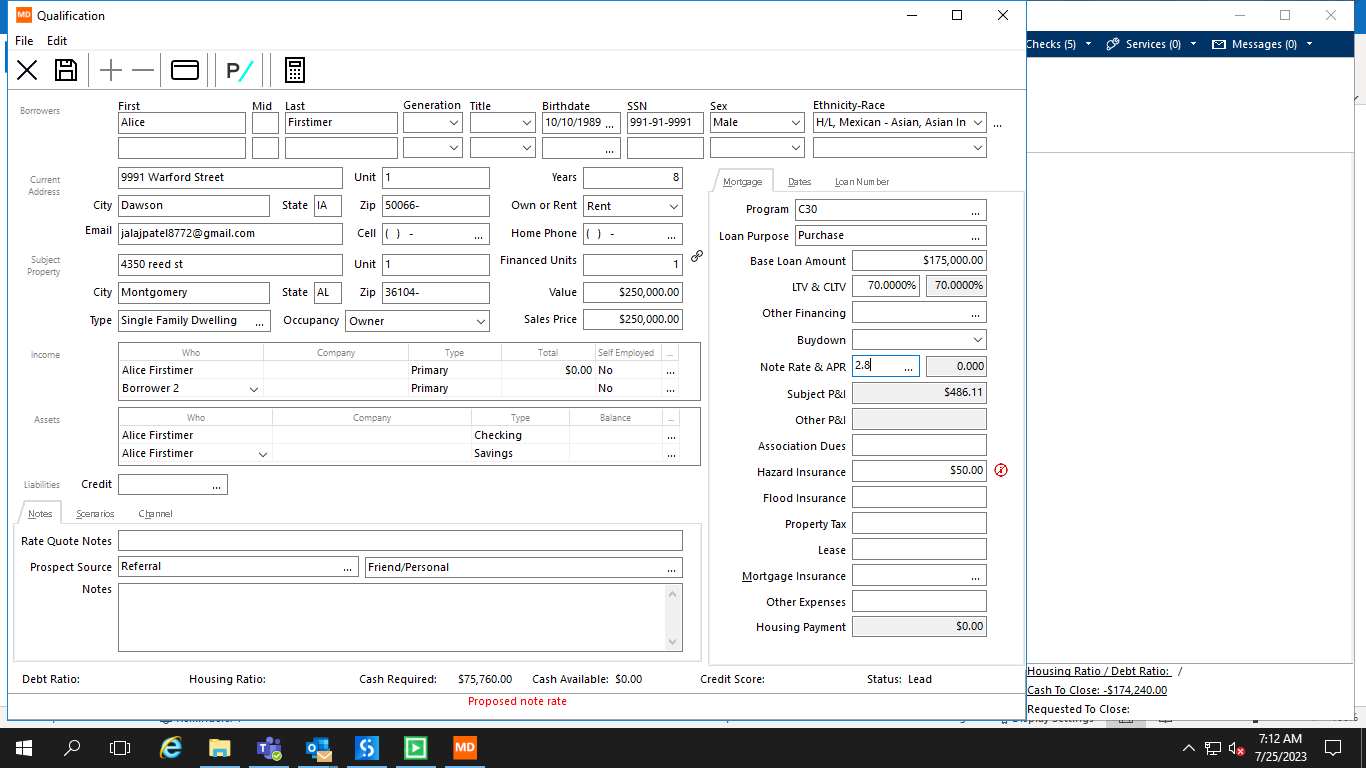 MD Qualification
Checks (5) Services (0) Messages (0)
File Edit
P/
Borrowers First Mid Last Generation Title Birthdate SSN Sex Ethnicity-Race
Alice Firstimer 10/10/1989 ... 991-91-9991 Male H/L, Mexican - Asian, Asian In ...
...
Current Address 9991 Warford Street Unit 1 Years 8
City Dawson State IA Zip 50066- Own or Rent Rent
Email jalajpatel8772@gmail.com Cell ( ) - ... Home Phone ( ) - ...
Subject Property 4350 reed st Unit 1 Financed Units 1
City Montgomery State AL Zip 36104- Value $250,000.00
Type Single Family Dwelling ... Occupancy Owner Sales Price $250,000.00
Income Who Company Type Total Self Employed ...
Alice Firstimer Primary $0.00 No ...
Borrower 2 Primary No ...
Assets Who Company Type Balance ...
Alice Firstimer Checking ...
Alice Firstimer Savings ...
Liabilities Credit ...
Notes Scenarios Channel
Rate Quote Notes
Prospect Source Referral ... Friend/Personal ...
Notes
Mortgage Dates Loan Number
Program C30 ...
Loan Purpose Purchase ...
Base Loan Amount $175,000.00
LTV & CLTV 70.0000% 70.0000%
Other Financing ...
Buydown
Note Rate & APR 2.8 ... 0.000
Subject P&I $486.11
Other P&I
Association Dues
Hazard Insurance $50.00
Flood Insurance
Property Tax
Lease
Mortgage Insurance ...
Other Expenses
Housing Payment $0.00
Debt Ratio: Housing Ratio: Cash Required: $75,760.00 Cash Available: $0.00 Credit Score: Status: Lead
Proposed note rate
Housing Ratio / Debt Ratio: /
Cash To Close: -$174,240.00
Requested To Close:
MD
7:12 AM
7/25/2023